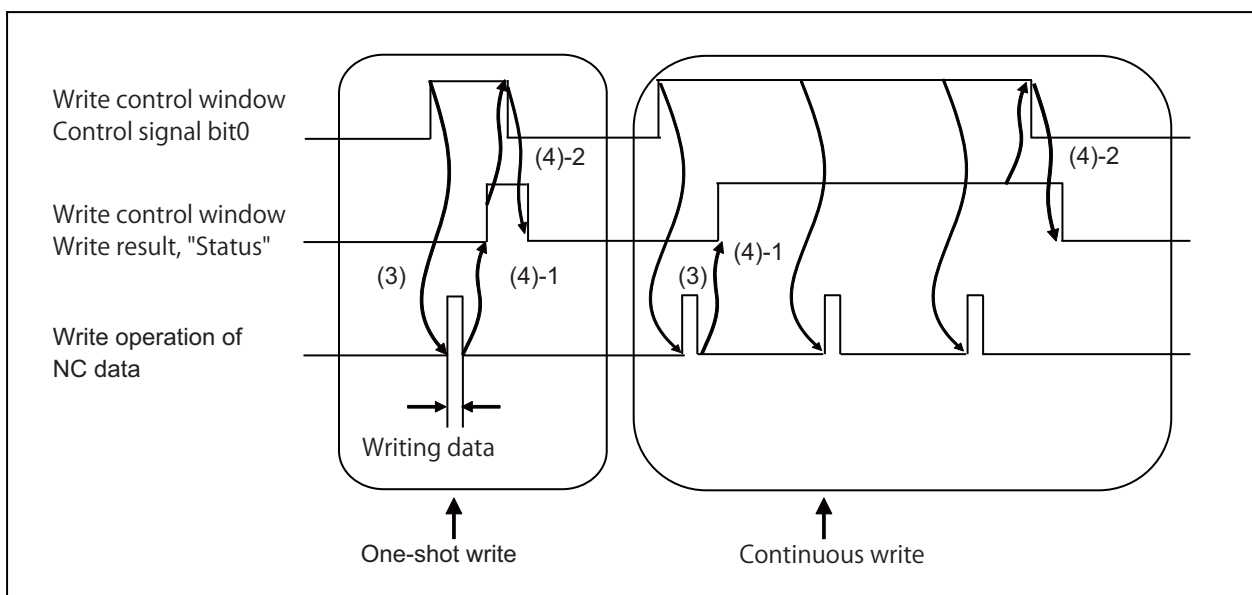 Write control window
Control signal bit0
(4)-2
(4)-2
Write control window
Write result, "Status"
(3)
(4)-1
(3)
(4)-1
Write operation of
NC data
Writing data
One-shot write
Continuous write